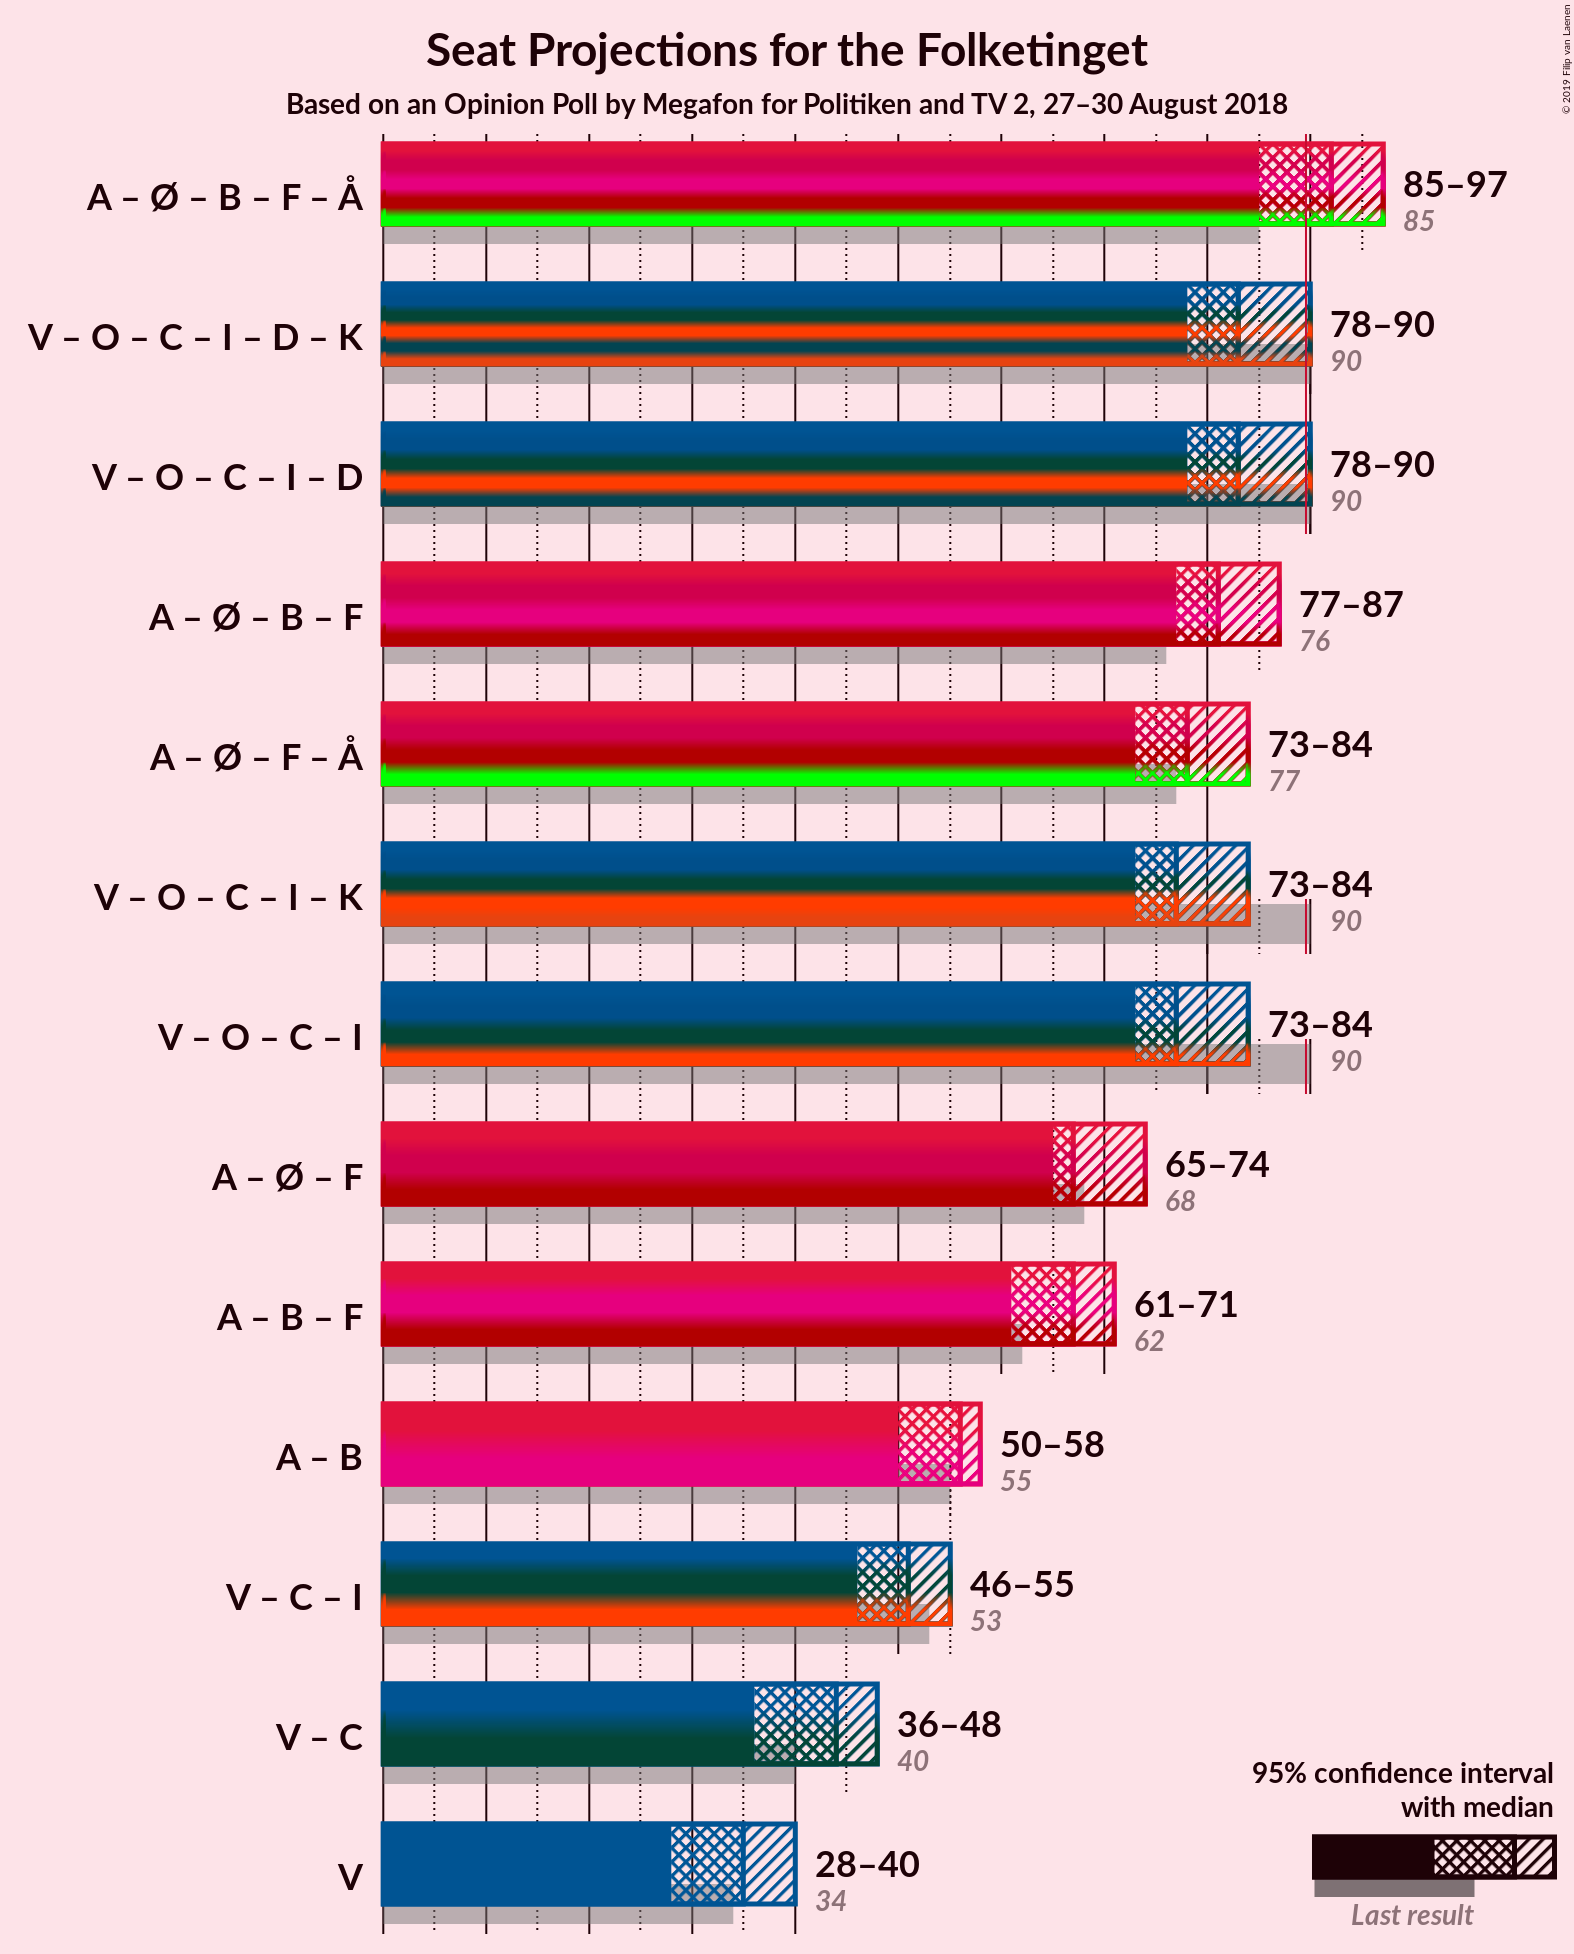 Seat Projections for the Folketinget
Based on an Opinion Poll by Megafon for Politiken and TV 2, 27–30 August 2018
© 2019 Filip van Laenen
A – Ø – B – F – Å
85–97
85
V – O – C – I – D – K
78–90
90
V – O – C – I – D
78–90
90
A – Ø – B – F
77–87
76
A – Ø – F – Å
73–84
77
V – O – C – I – K
73–84
90
V – O – C – I
73–84
90
A – Ø – F
65–74
68
A – B – F
61–71
62
A – B
50–58
55
V – C – I
46–55
53
V – C
36–48
40
V
28–40
34
95% confidence interval
with median
Last result